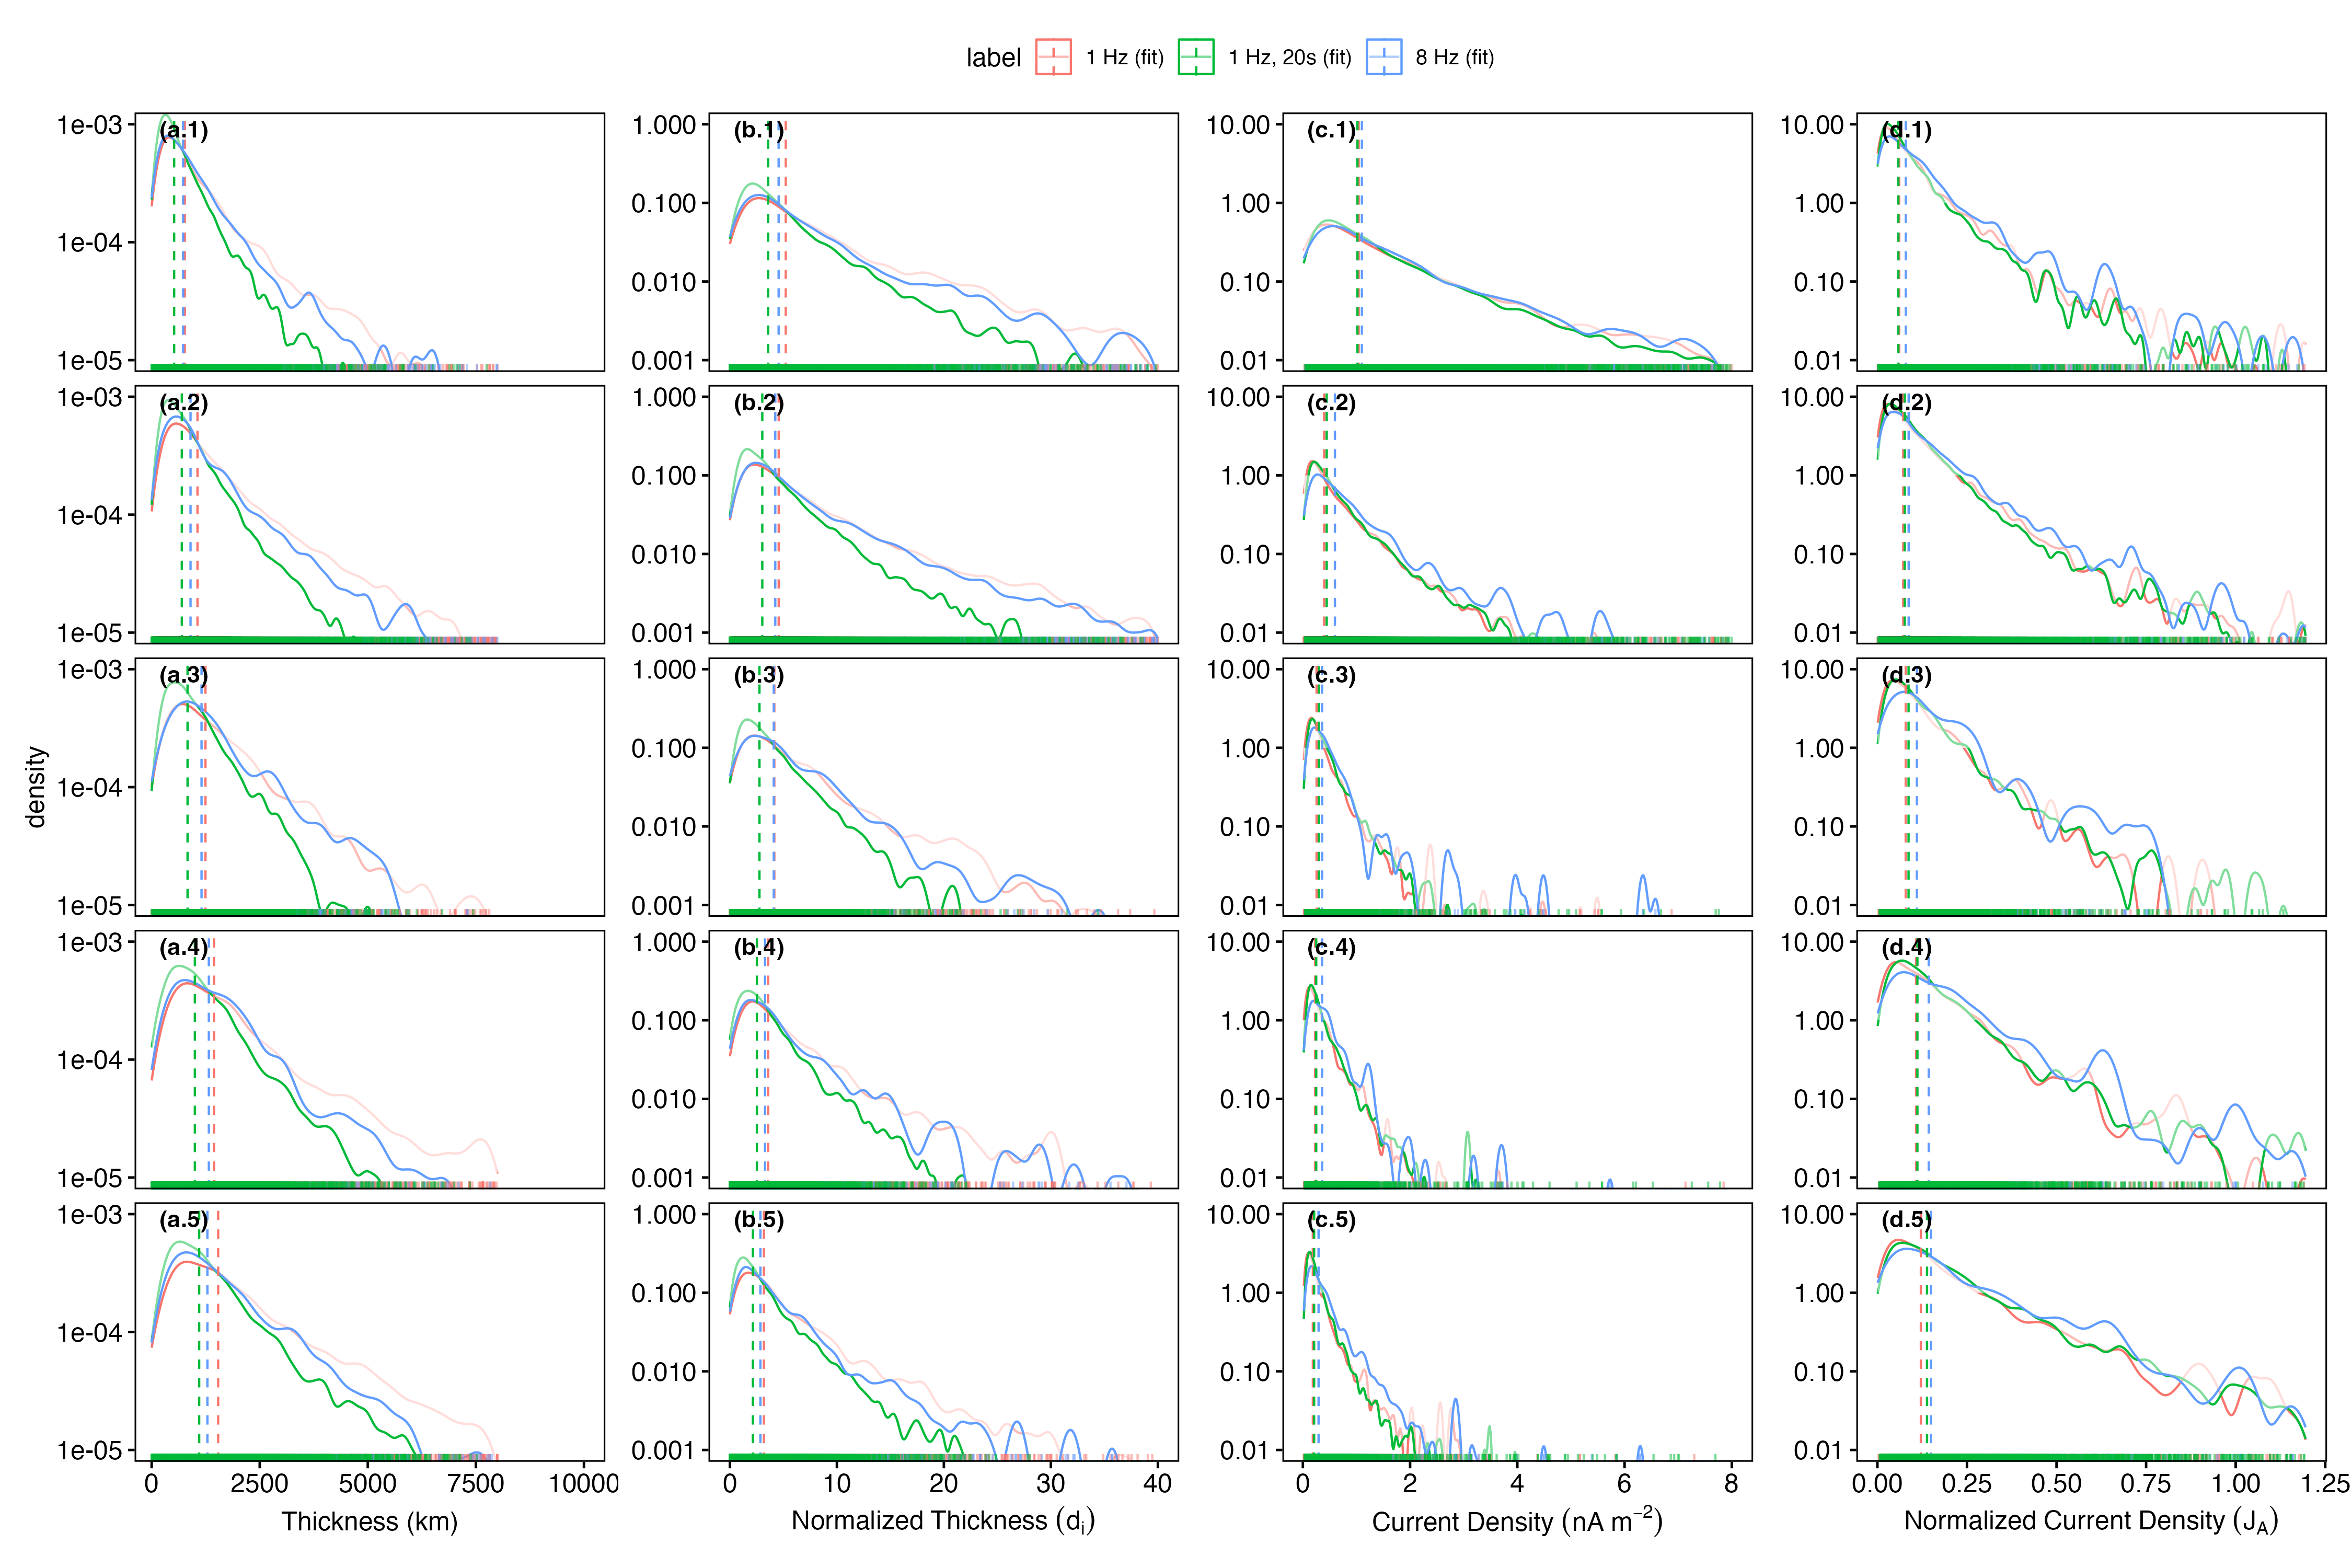 label 1 Hz (fit) 1 Hz, 20s (fit) 8 Hz (fit)
(a.1) (b.1) (c.1) (d.1)
1e-03 1.000 10.00 10.00
0.100 1.00 1.00
1e-04 0.010 0.10 0.10
1e-05 0.001 0.01 0.01
(a.2) (b.2) (c.2) (d.2)
1e-03 1.000 10.00 10.00
0.100 1.00 1.00
1e-04 0.010 0.10 0.10
1e-05 0.001 0.01 0.01
(a.3) (b.3) (c.3) (d.3)
1e-03 1.000 10.00 10.00
0.100 1.00 1.00
1e-04 0.010 0.10 0.10
1e-05 0.001 0.01 0.01
density
(a.4) (b.4) (c.4) (d.4)
1e-03 1.000 10.00 10.00
0.100 1.00 1.00
1e-04 0.010 0.10 0.10
1e-05 0.001 0.01 0.01
(a.5) (b.5) (c.5) (d.5)
1e-03 1.000 10.00 10.00
0.100 1.00 1.00
1e-04 0.010 0.10 0.10
1e-05 0.001 0.01 0.01
0 2500 5000 7500 10000 0 10 20 30 40 0 2 4 6 8 0.00 0.25 0.50 0.75 1.00 1.25
Thickness (km) Normalized Thickness (dᵢ) Current Density (nA m⁻²) Normalized Current Density (J_A)